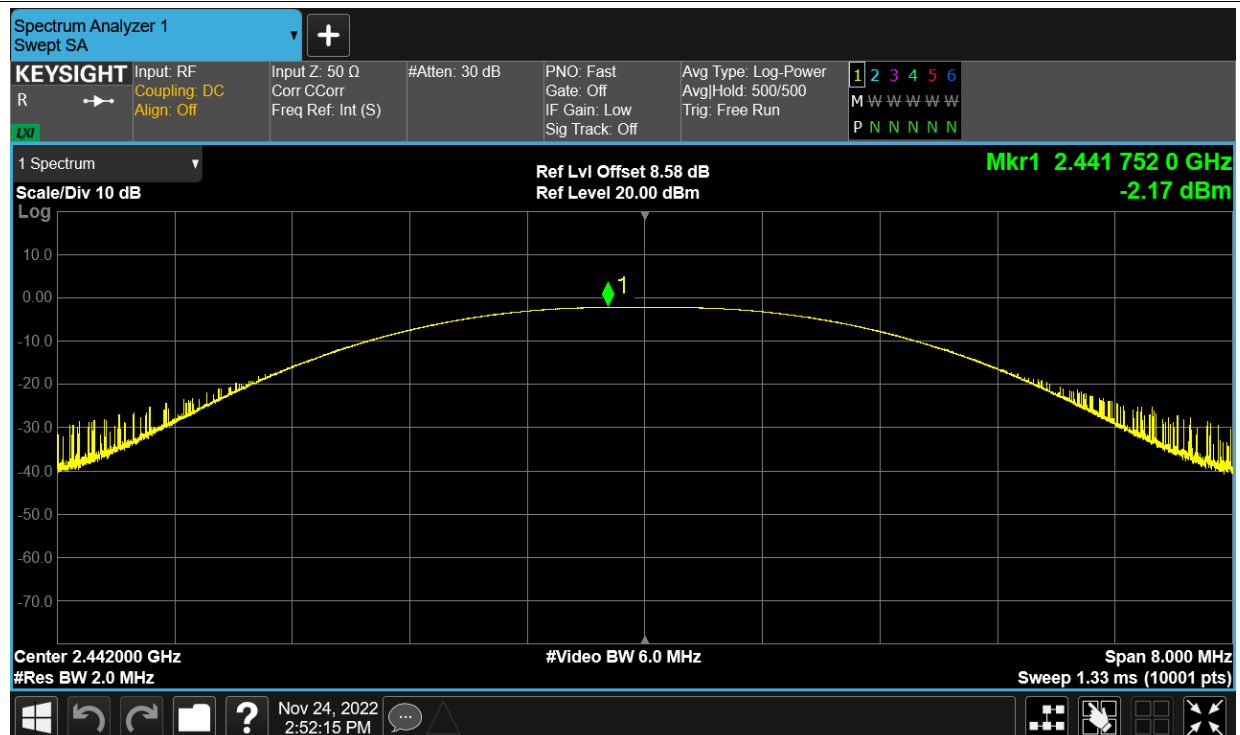 Spectrum Analyzer 1
Swept SA
+
KEYSIGHT
R
LXI
Input: RF
Coupling: DC
Align: Off
Input Z: 50 Ω
Corr CCorr
Freq Ref: Int (S)
#Atten: 30 dB
PNO: Fast
Gate: Off
IF Gain: Low
Sig Track: Off
Avg Type: Log-Power
Avg|Hold: 500/500
Trig: Free Run
1 2 3 4 5 6
M W W W W W
P N N N N N N
1 Spectrum
Scale/Div 10 dB
Log
Ref Lvl Offset 8.58 dB
Ref Level 20.00 dBm
Mkr1 2.441 752 0 GHz
-2.17 dBm
10.0
0.00
-10.0
-20.0
-30.0
-40.0
-50.0
-60.0
-70.0
1
Center 2.442000 GHz
#Res BW 2.0 MHz
#Video BW 6.0 MHz
Span 8.000 MHz
Sweep 1.33 ms (10001 pts)
?
Nov 24, 2022
2:52:15 PM